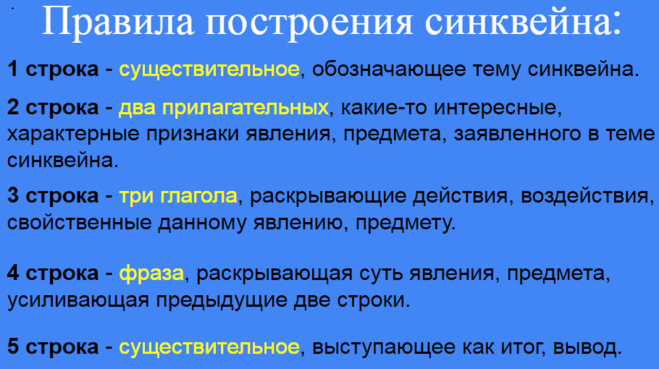 Правила построения синквейна:
1 строка - существительное, обозначающее тему синквейна.
2 строка - два прилагательных, какие-то интересные,
характерные признаки явления, предмета, заявленного в теме
синквейна.
3 строка - три глагола, раскрывающие действия, воздействия,
свойственные данному явлению, предмету.
4 строка - фраза, раскрывающая суть явления, предмета,
усиливающая предыдущие две строки.
5 строка - существительное, выступающее как итог, вывод.